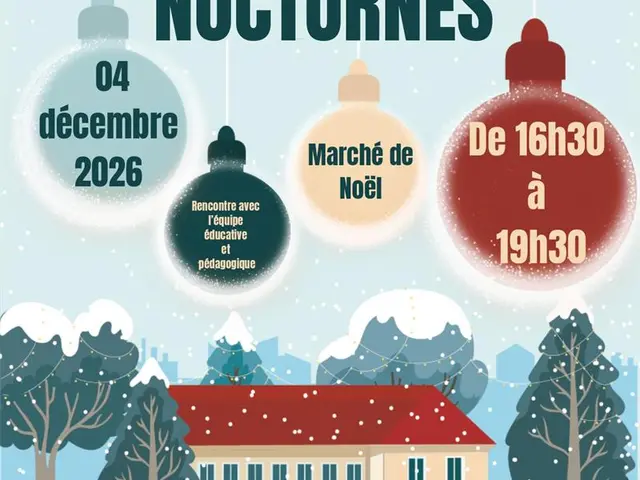 NOCTURNES
04
décembre
2026
Rencontre avec
l'équipe
éducative
et
pédagogique
Marché de
Noël
De 16h30
à
19h30